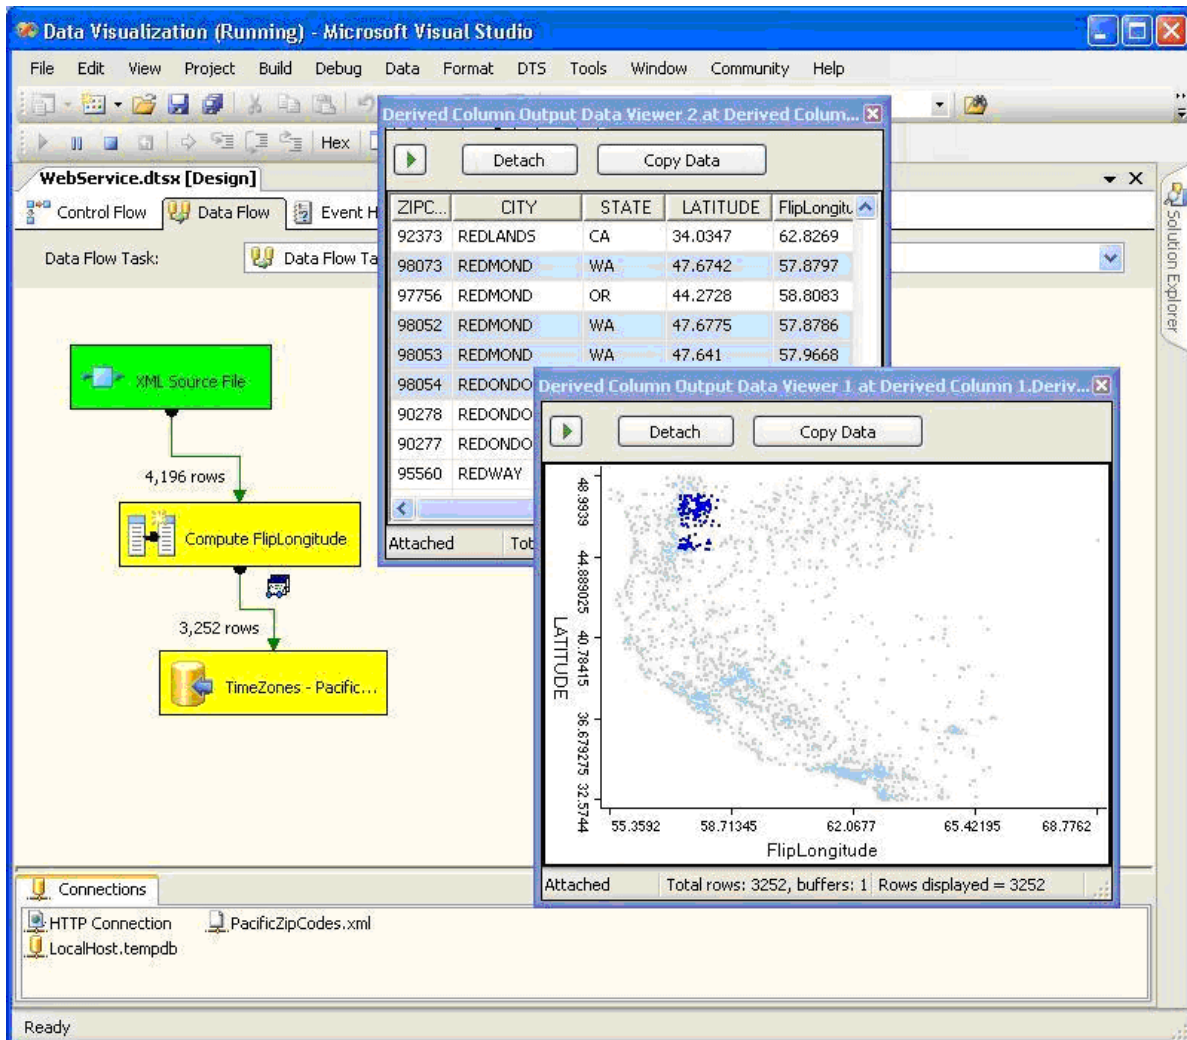 Data Visualization (Running) - Microsoft Visual Studio
File Edit View Project Build Debug Data Format DTS Tools Window Community Help
Hex
WebService.dtsx [Design]
Control Flow Data Flow Event H
Data Flow Task: Data Flow Ta
XML Source File
4,196 rows
Compute FlipLongitude
3,252 rows
TimeZones - Pacific...
Derived Column Output Data Viewer 2 at Derived Colum...
Detach Copy Data
ZIPC... CITY STATE LATITUDE FlipLongitu
92373 REDLANDS CA 34.0347 62.8269
98073 REDMOND WA 47.6742 57.8797
97756 REDMOND OR 44.2728 58.8083
98052 REDMOND WA 47.6775 57.8786
98053 REDMOND WA 47.641 57.9668
98054 REDONDO
90278 REDONDO
90277 REDONDO
95560 REDWAY
Attached Tot
Derived Column Output Data Viewer 1 at Derived Column 1.Deriv...
Detach Copy Data
LATITUDE
48.9939
44.889025
40.78415
36.679275
32.5744
55.3592 58.71345 62.0677 65.42195 68.7762
FlipLongitude
Attached Total rows: 3252, buffers: 1 Rows displayed = 3252
Solution Explorer
Connections
HTTP Connection PacificZipCodes.xml
LocalHost.tempdb
Ready